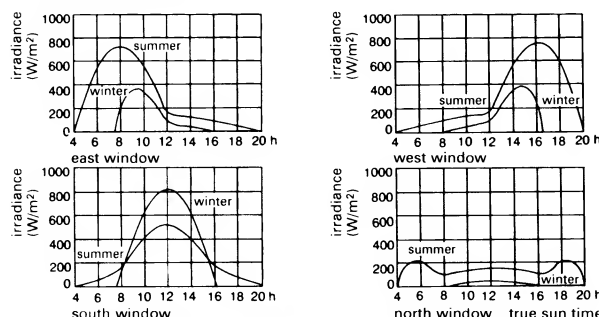 irradiance
(W/m²)
1000
800
600
400
200
0
summer
winter
4 6 8 10 12 14 16 18 20 h
east window
irradiance
(W/m²)
1000
800
600
400
200
0
summer
winter
4 6 8 10 12 14 16 18 20 h
west window
irradiance
(W/m²)
1000
800
600
400
200
0
winter
summer
4 6 8 10 12 14 16 18 20 h
south window
irradiance
(W/m²)
1000
800
600
400
200
0
summer
winter
4 6 8 10 12 14 16 18 20 h
north window true sun time